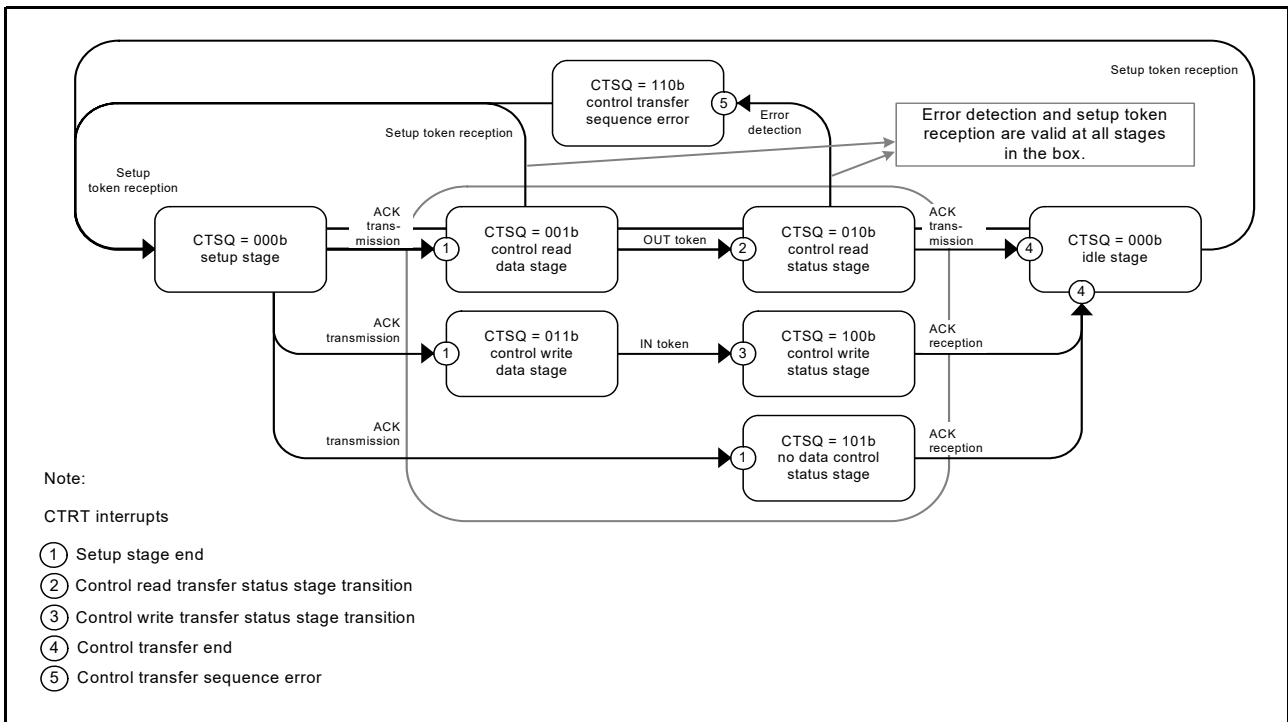 Setup token reception
CTSQ = 110b
control transfer
sequence error
5
Error
detection
Error detection and setup token
reception are valid at all stages
in the box.
Setup token reception
Setup
token reception
CTSQ = 000b
setup stage
ACK
trans-
mission
1
CTSQ = 001b
control read
data stage
OUT token
2
CTSQ = 010b
control read
status stage
ACK
trans-
mission
4
CTSQ = 000b
idle stage
4
ACK
transmission
1
CTSQ = 011b
control write
data stage
IN token
3
CTSQ = 100b
control write
status stage
ACK
reception
ACK
transmission
1
CTSQ = 101b
no data control
status stage
ACK
reception
Note:
CTRT interrupts
1 Setup stage end
2 Control read transfer status stage transition
3 Control write transfer status stage transition
4 Control transfer end
5 Control transfer sequence error